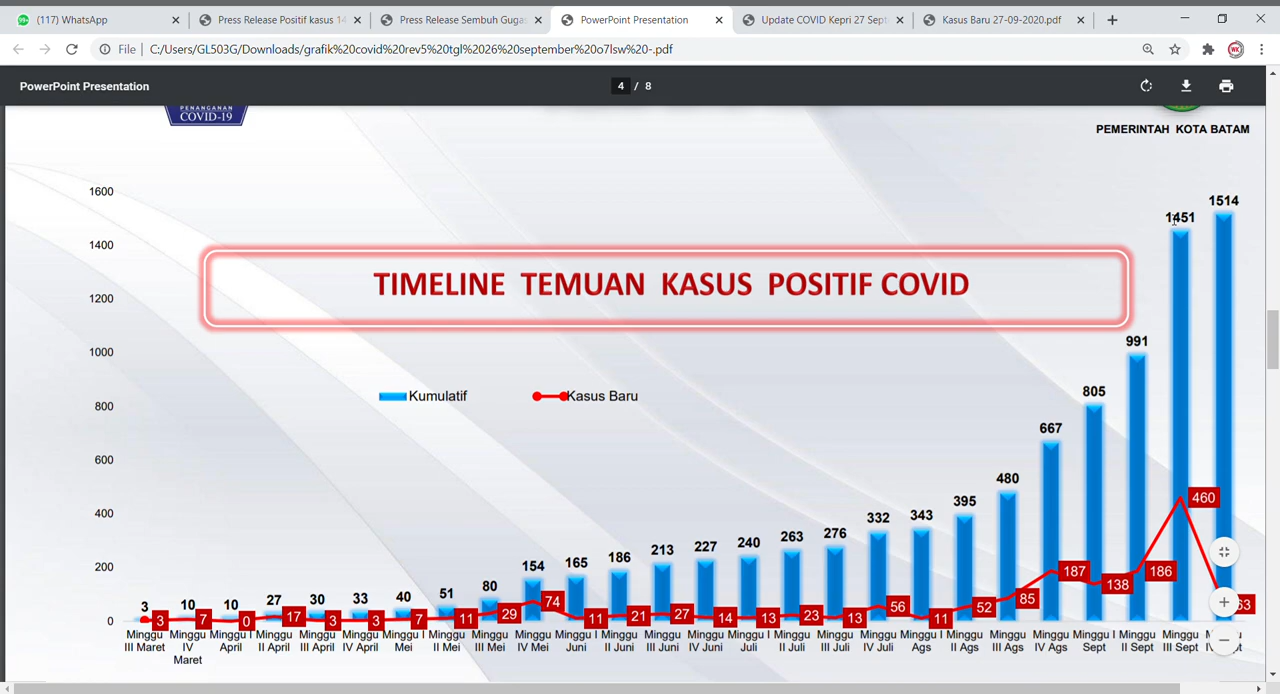 (117) WhatsApp
Press Release Positif kasus 14
Press Release Sembuh Gugas
PowerPoint Presentation
Update COVID Kepri 27 Sept
Kasus Baru 27-09-2020.pdf
File
C:/Users/GL503G/Downloads/grafik%20covid%20rev5%20tgl%2026%20september%20o7lsw%20-.pdf
PowerPoint Presentation
4 / 8
PENANGANAN
COVID-19
PEMERINTAH KOTA BATAM
TIMELINE TEMUAN KASUS POSITIF COVID
Kumulatif
Kasus Baru
1600
1400
1200
1000
800
600
400
200
0
3 10 10 27 30 33 40 51 80 154 165 186 213 227 240 263 276 332 343 395 480 667 805 991 1451 1514
3 7 0 17 3 3 7 11 29 74 11 21 27 14 13 23 13 56 11 52 85 187 138 186 460 63
Minggu III Maret
Minggu IV Maret
Minggu I April
Minggu II April
Minggu III April
Minggu IV April
Minggu I Mei
Minggu II Mei
Minggu III Mei
Minggu IV Mei
Minggu I Juni
Minggu II Juni
Minggu III Juni
Minggu IV Juni
Minggu I Juli
Minggu II Juli
Minggu III Juli
Minggu IV Juli
Minggu I Ags
Minggu II Ags
Minggu III Ags
Minggu IV Ags
Minggu I Sept
Minggu II Sept
Minggu III Sept